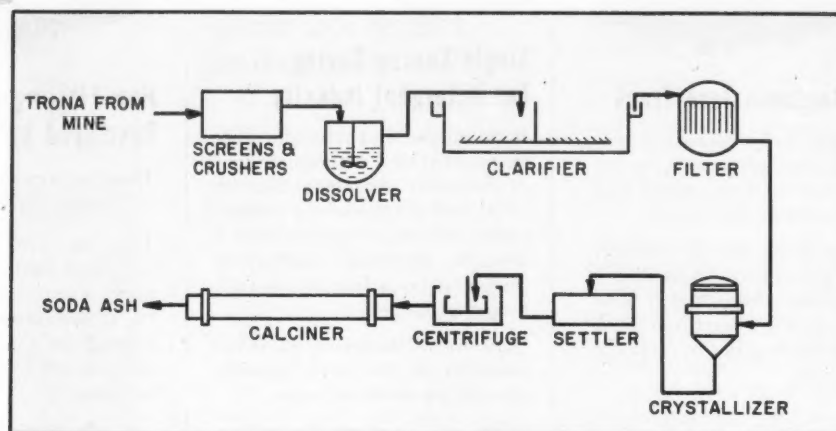 TRONA FROM
MINE
SCREENS &
CRUSHERS
DISSOLVER
CLARIFIER
FILTER
SODA ASH
CALCINER
CENTRIFUGE
SETTLER
CRYSTALLIZER